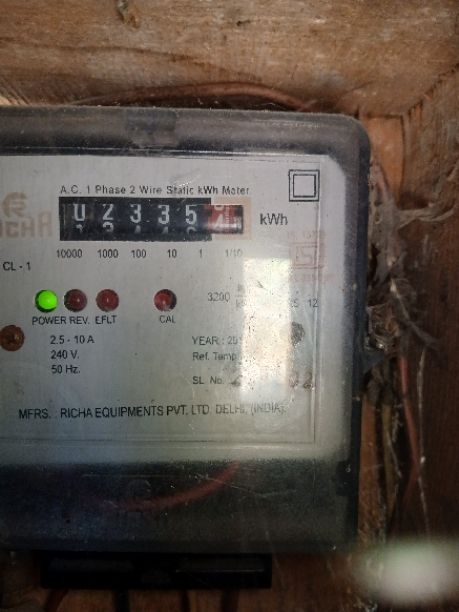 A.C. 1 Phase 2 Wire Static kWh Meter
02335
kWh
RICHA
10000 1000 100 10 1 1/10
CL - 1
3200
POWER REV. E.FLT CAL
2.5 - 10 A
240 V.
50 Hz.
YEAR :
Ref. Temp
SL. No.
MFRS. : RICHA EQUIPMENTS PVT. LTD. DELHI, (INDIA)